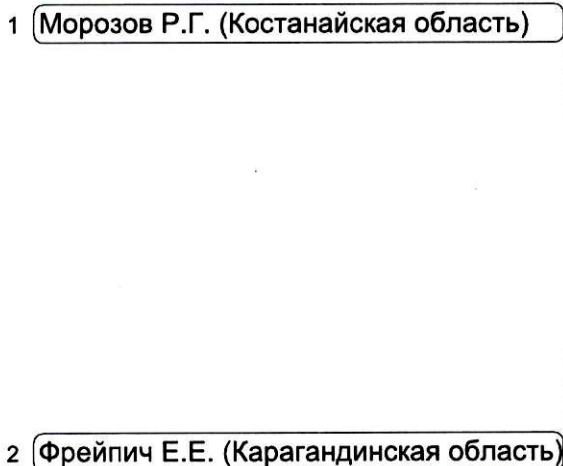 1 Морозов Р.Г. (Костанайская область)
2 Фрейпич Е.Е. (Карагандинская область)